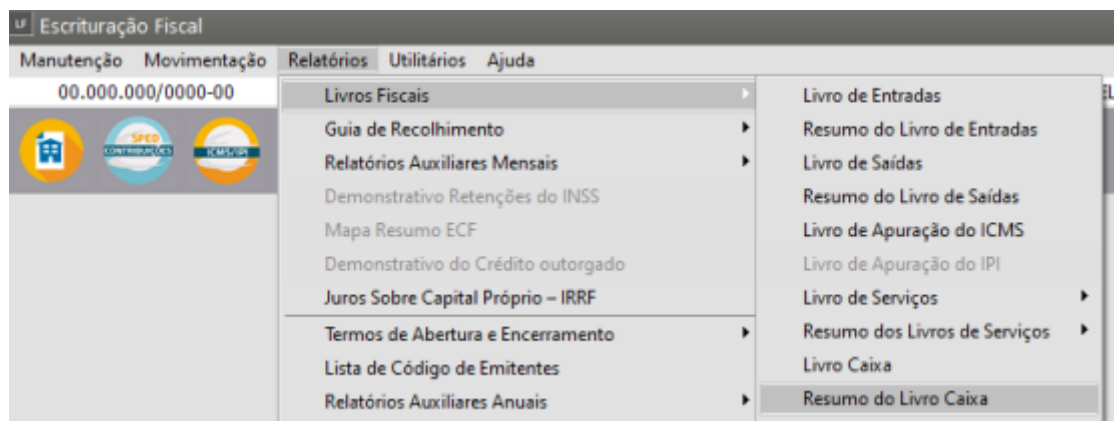 LF Escrituração Fiscal
Manutenção Movimentação Relatórios Utilitários Ajuda
00.000.000/0000-00
SPED
CONTRIBUIÇÕES
ICMS/IPI
Livros Fiscais
Guia de Recolhimento
Relatórios Auxiliares Mensais
Demonstrativo Retenções do INSS
Mapa Resumo ECF
Demonstrativo do Crédito outorgado
Juros Sobre Capital Próprio – IRRF
Termos de Abertura e Encerramento
Lista de Código de Emitentes
Relatórios Auxiliares Anuais
Livro de Entradas
Resumo do Livro de Entradas
Livro de Saídas
Resumo do Livro de Saídas
Livro de Apuração do ICMS
Livro de Apuração do IPI
Livro de Serviços
Resumo dos Livros de Serviços
Livro Caixa
Resumo do Livro Caixa